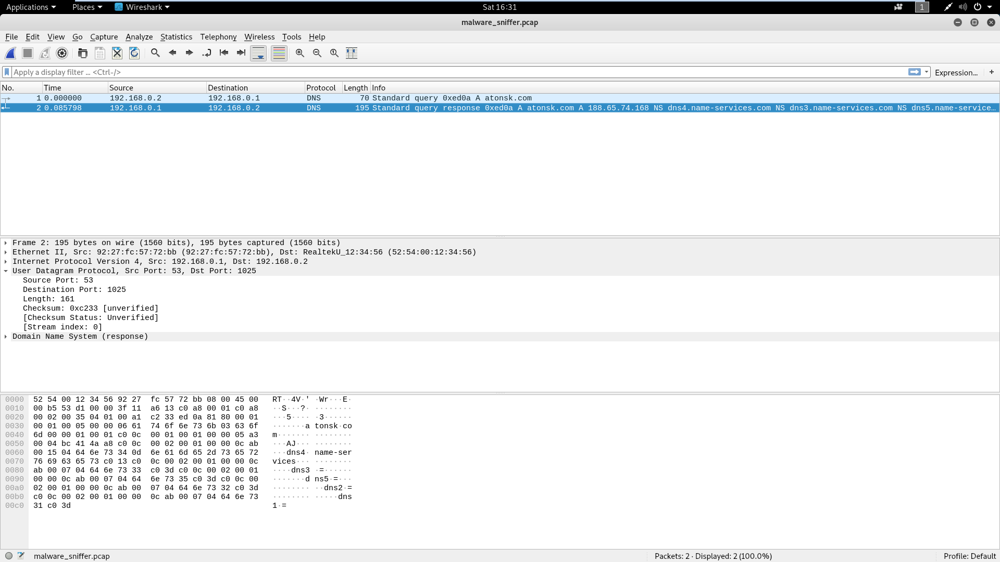 Applications Places Wireshark Sat 16:31 1
malware_sniffer.pcap
File Edit View Go Capture Analyze Statistics Telephony Wireless Tools Help
Apply a display filter ... <Ctrl-/> Expression... +
No. Time Source Destination Protocol Length Info
1 0.000000 192.168.0.2 192.168.0.1 DNS 70 Standard query 0xed0a A atonsk.com
2 0.085798 192.168.0.1 192.168.0.2 DNS 195 Standard query response 0xed0a A atonsk.com A 188.65.74.168 NS dns4.name-services.com NS dns3.name-services.com NS dns5.name-service…
Frame 2: 195 bytes on wire (1560 bits), 195 bytes captured (1560 bits)
Ethernet II, Src: 92:27:fc:57:72:bb (92:27:fc:57:72:bb), Dst: RealtekU_12:34:56 (52:54:00:12:34:56)
Internet Protocol Version 4, Src: 192.168.0.1, Dst: 192.168.0.2
User Datagram Protocol, Src Port: 53, Dst Port: 1025
Source Port: 53
Destination Port: 1025
Length: 161
Checksum: 0xc233 [unverified]
[Checksum Status: Unverified]
[Stream index: 0]
Domain Name System (response)
0000 52 54 00 12 34 56 92 27 fc 57 72 bb 08 00 45 00 RT··4V·' ·Wr···E·
0010 00 b5 53 d1 00 00 3f 11 a6 13 c0 a8 00 01 c0 a8 ··S···?· ········
0020 00 02 00 35 04 01 00 a1 c2 33 ed 0a 81 80 00 01 ···5···· ·3······
0030 00 01 00 05 00 00 06 61 74 6f 6e 73 6b 03 63 6f ·······a tonsk·co
0040 6d 00 00 01 00 01 c0 0c 00 01 00 01 00 00 05 a3 m······· ········
0050 00 04 bc 41 4a a8 c0 0c 00 02 00 01 00 00 0c ab ···AJ··· ········
0060 00 15 04 64 6e 73 34 0d 6e 61 6d 65 2d 73 65 72 ···dns4· name-ser
0070 76 69 63 65 73 c0 13 c0 0c 00 02 00 01 00 00 0c vices··· ········
0080 ab 00 07 04 64 6e 73 33 c0 3d c0 0c 00 02 00 01 ····dns3 ·=······
0090 00 00 0c ab 00 07 04 64 6e 73 35 c0 3d c0 0c 00 ·······d ns5·=···
00a0 02 00 01 00 00 0c ab 00 07 04 64 6e 73 32 c0 3d ········ ··dns2·=
00b0 c0 0c 00 02 00 01 00 00 0c ab 00 07 04 64 6e 73 ········ ·····dns
00c0 31 c0 3d 1·=
malware_sniffer.pcap Packets: 2 · Displayed: 2 (100.0%) Profile: Default